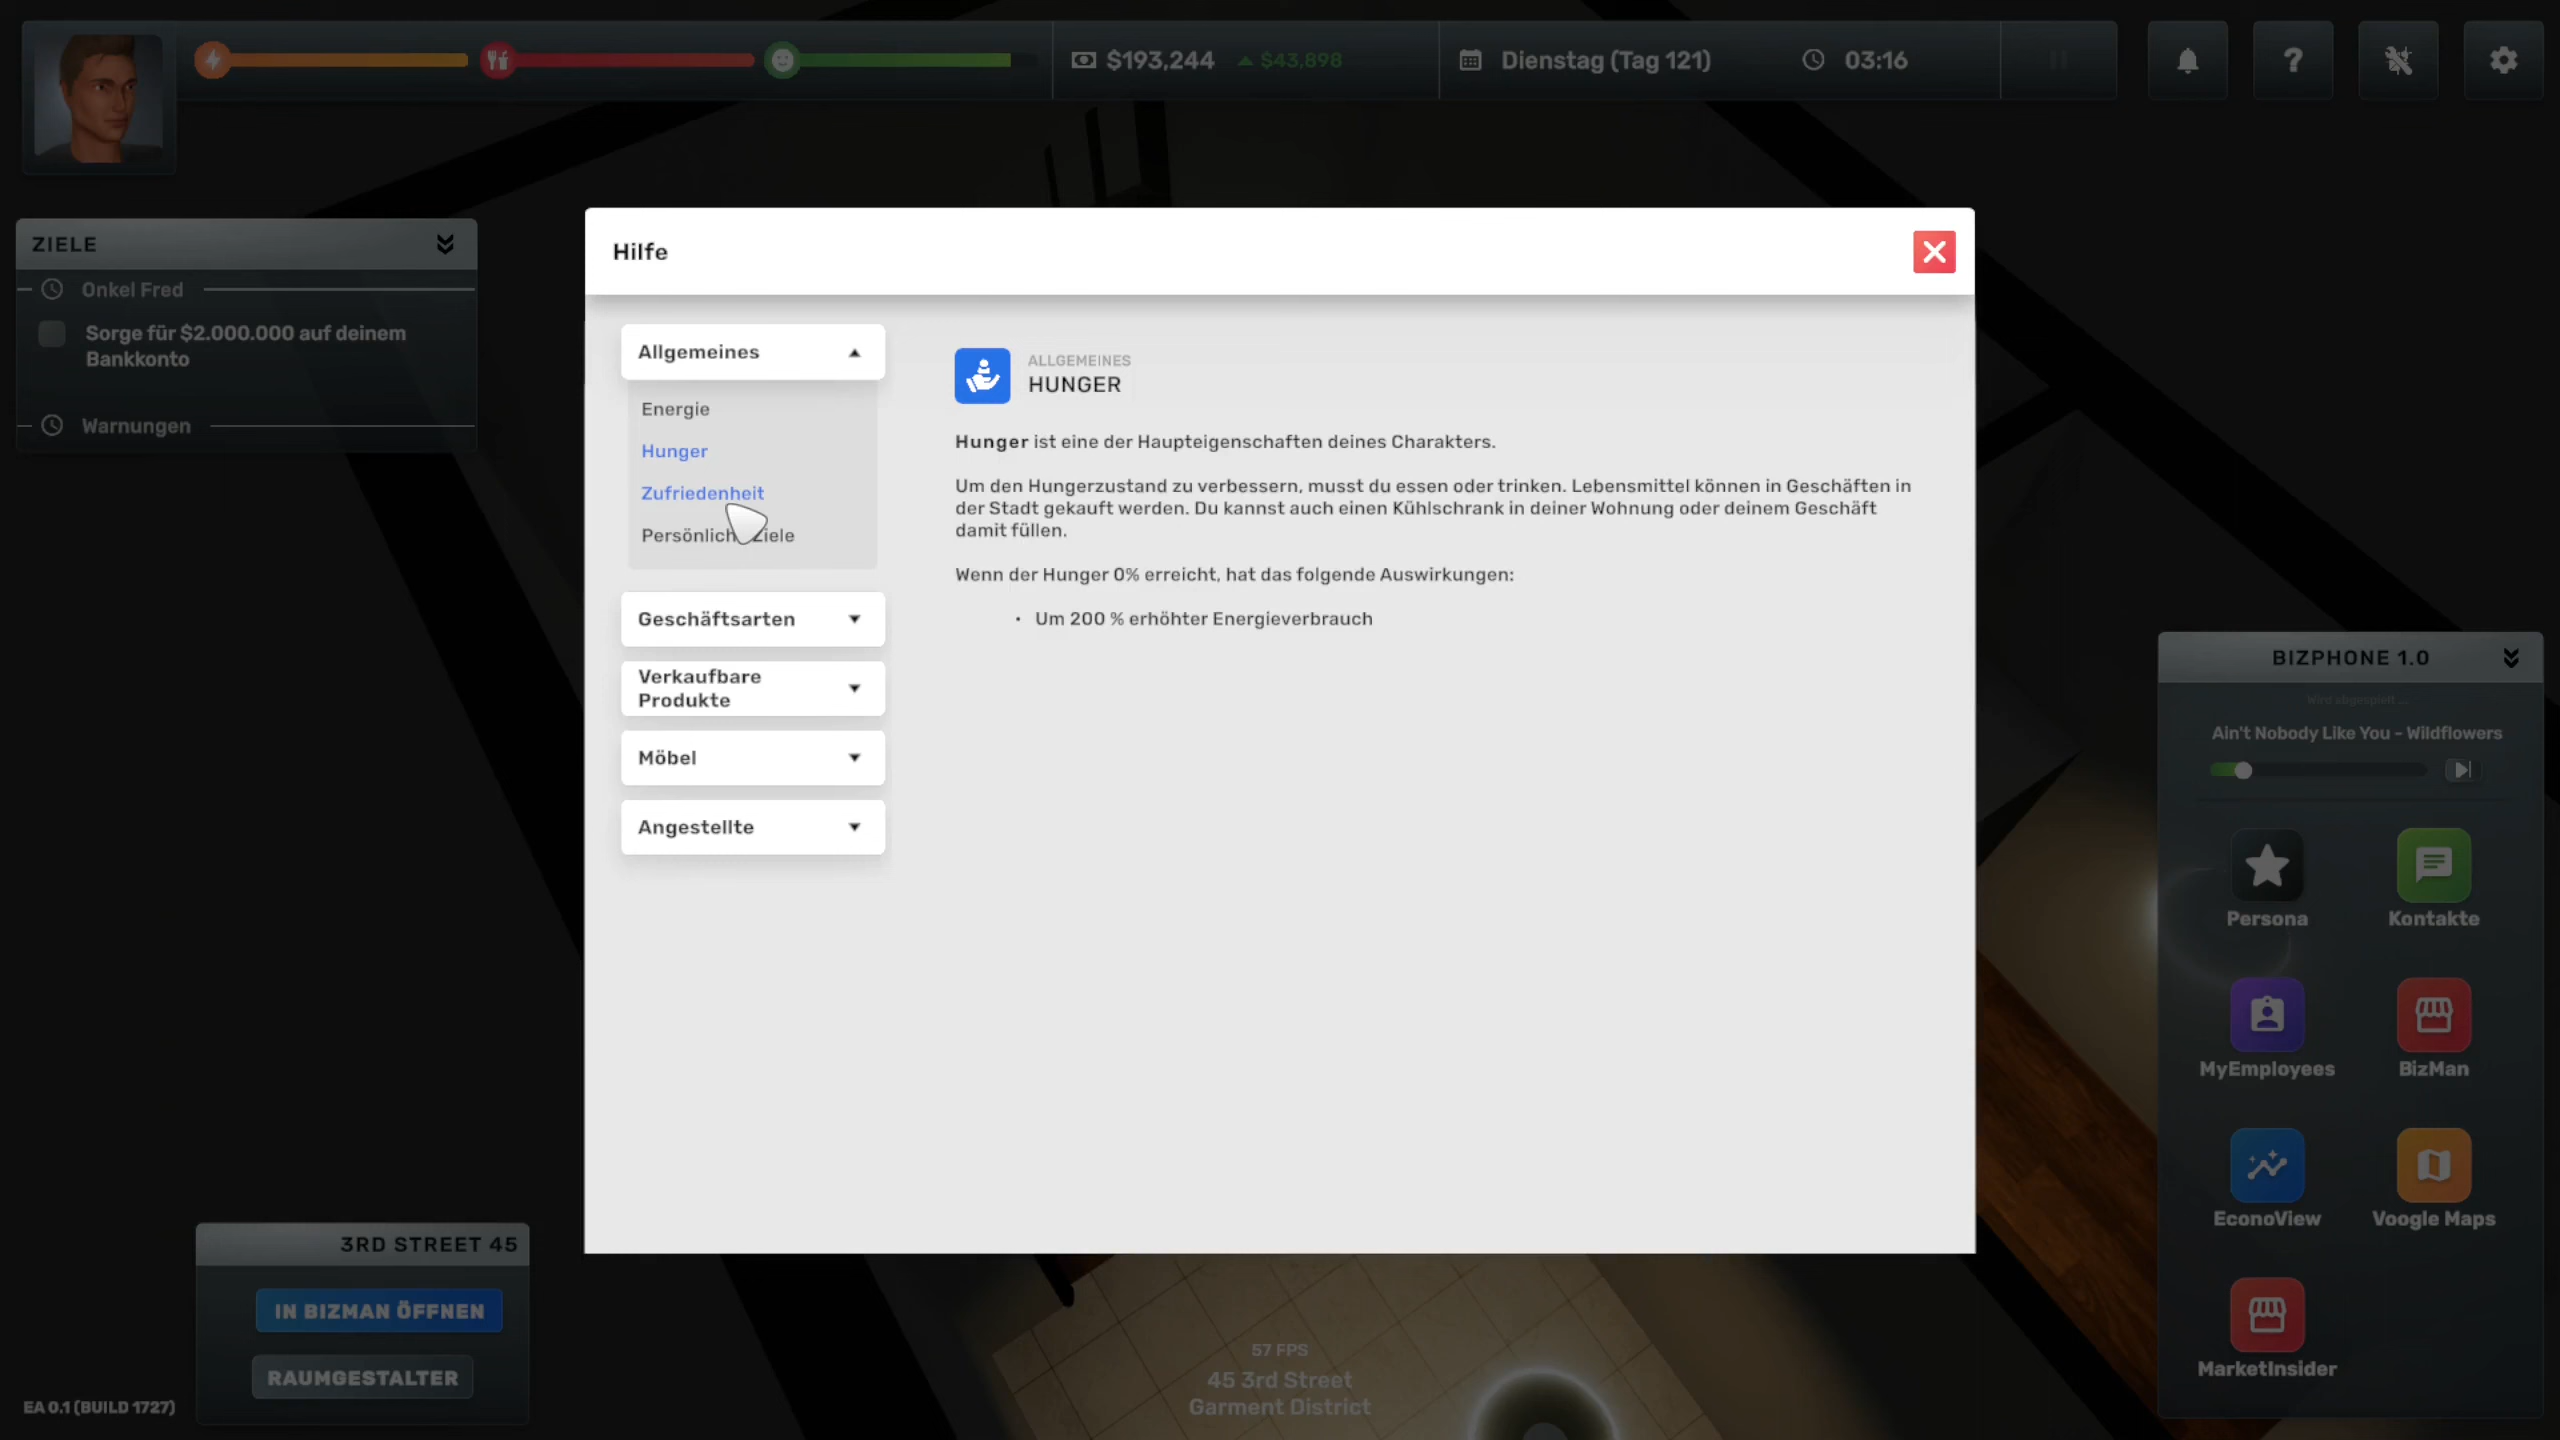 $193,244
$43,898
Dienstag (Tag 121)
03:16
?
ZIELE
Onkel Fred
Sorge für $2.000.000 auf deinem
Bankkonto
Warnungen
Hilfe
Allgemeines
Energie
Hunger
Zufriedenheit
Persönliche Ziele
Geschäftsarten
Verkaufbare
Produkte
Möbel
Angestellte
ALLGEMEINES
HUNGER
Hunger ist eine der Haupteigenschaften deines Charakters.
Um den Hungerzustand zu verbessern, musst du essen oder trinken. Lebensmittel können in Geschäften in
der Stadt gekauft werden. Du kannst auch einen Kühlschrank in deiner Wohnung oder deinem Geschäft
damit füllen.
Wenn der Hunger 0% erreicht, hat das folgende Auswirkungen:
• Um 200 % erhöhter Energieverbrauch
BIZPHONE 1.0
Wird abgespielt ...
Ain't Nobody Like You - Wildflowers
Persona
Kontakte
MyEmployees
BizMan
EconoView
Voogle Maps
MarketInsider
3RD STREET 45
IN BIZMAN ÖFFNEN
RAUMGESTALTER
EA 0.1 (BUILD 1727)
57 FPS
45 3rd Street
Garment District